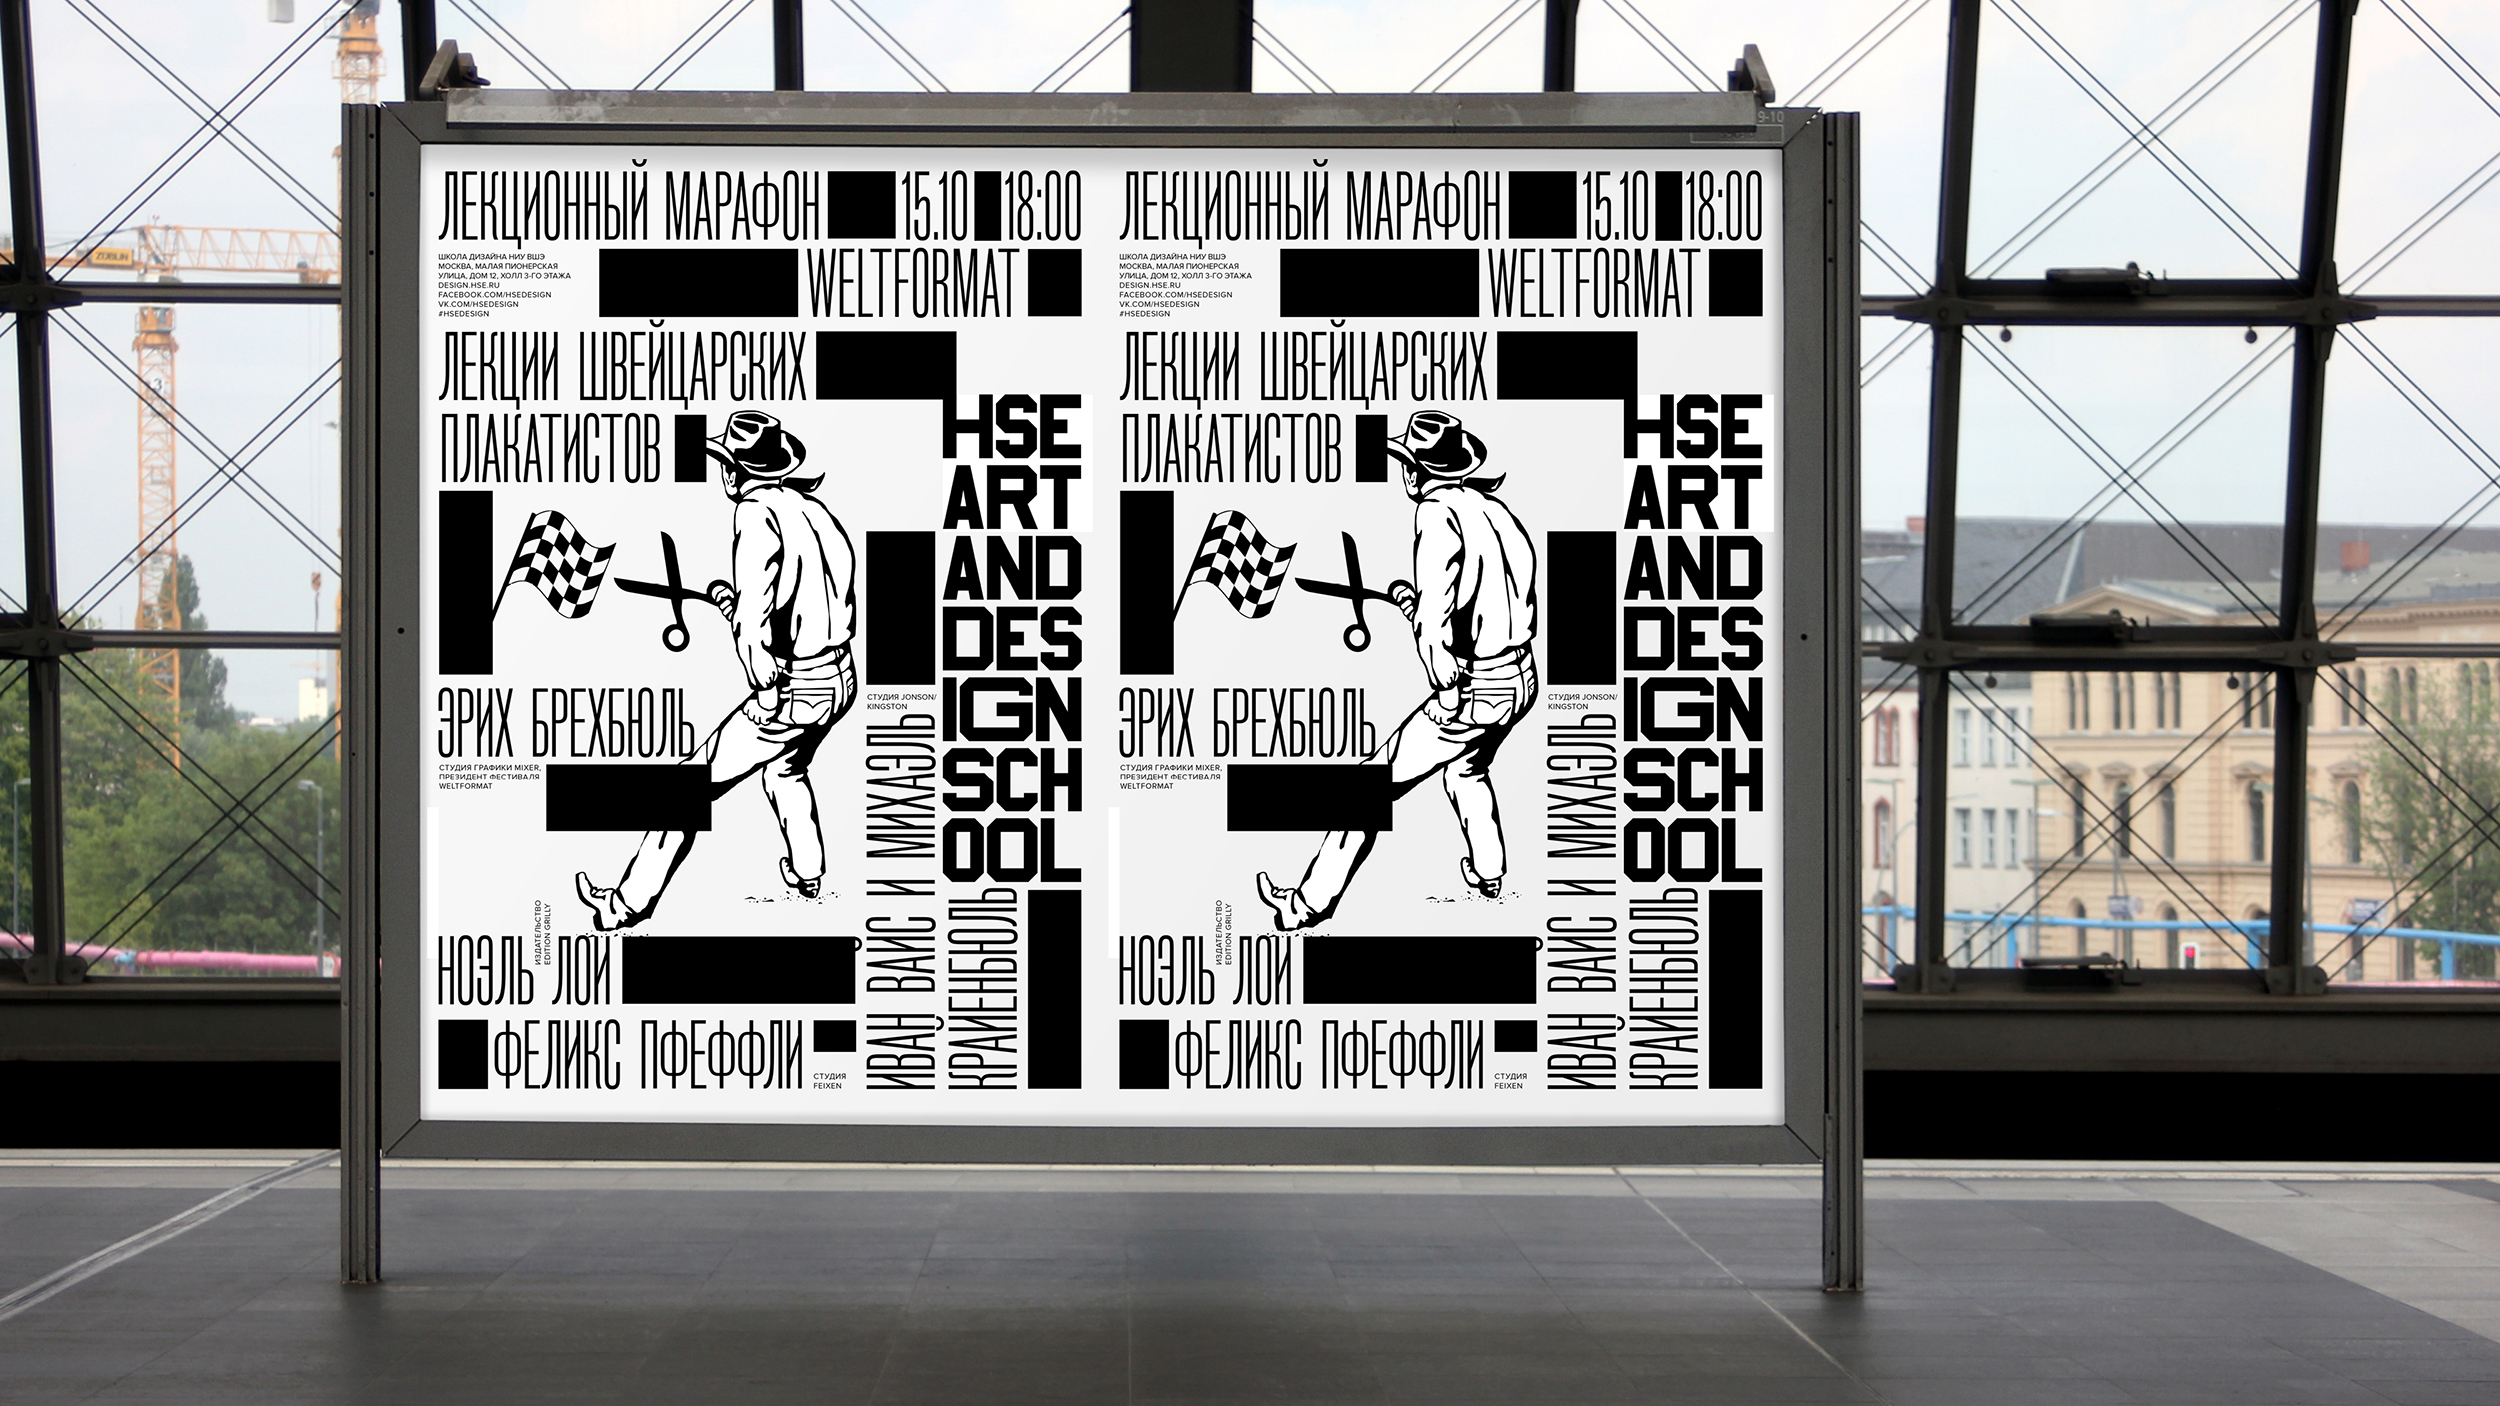 ZOBLIN
9-10
ЛЕКЦИОННЫЙ МАРАФОН 15.10 18:00
ШКОЛА ДИЗАЙНА НИУ ВШЭ
МОСКВА, МАЛАЯ ПИОНЕРСКАЯ
УЛИЦА, ДОМ 12, ХОЛЛ 3-ГО ЭТАЖА
DESIGN.HSE.RU
FACEBOOK.COM/HSEDESIGN
VK.COM/HSEDESIGN
#HSEDESIGN
WELTFORMAT
ЛЕКЦИИ ШВЕЙЦАРСКИХ
ПЛАКАТИСТОВ
HSE
ART
AND
DES
IGN
SCH
OOL
ЭРИХ БРЕХБЮЛЬ
СТУДИЯ ГРАФИКИ MIXER,
ПРЕЗИДЕНТ ФЕСТИВАЛЯ
WELTFORMAT
СТУДИЯ JONSON/
KINGSTON
ИВАН ВАЙС И МИХАЭЛЬ
КРАЙЕНБЮЛЬ
НОЭЛЬ ЛОЙ
ИЗДАТЕЛЬСТВО
EDITION GRILLY
ФЕЛИКС ПФЕФФЛИ
СТУДИЯ
FEIXEN
ЛЕКЦИОННЫЙ МАРАФОН 15.10 18:00
ШКОЛА ДИЗАЙНА НИУ ВШЭ
МОСКВА, МАЛАЯ ПИОНЕРСКАЯ
УЛИЦА, ДОМ 12, ХОЛЛ 3-ГО ЭТАЖА
DESIGN.HSE.RU
FACEBOOK.COM/HSEDESIGN
VK.COM/HSEDESIGN
#HSEDESIGN
WELTFORMAT
ЛЕКЦИИ ШВЕЙЦАРСКИХ
ПЛАКАТИСТОВ
HSE
ART
AND
DES
IGN
SCH
OOL
ЭРИХ БРЕХБЮЛЬ
СТУДИЯ ГРАФИКИ MIXER,
ПРЕЗИДЕНТ ФЕСТИВАЛЯ
WELTFORMAT
СТУДИЯ JONSON/
KINGSTON
ИВАН ВАЙС И МИХАЭЛЬ
КРАЙЕНБЮЛЬ
НОЭЛЬ ЛОЙ
ИЗДАТЕЛЬСТВО
EDITION GRILLY
ФЕЛИКС ПФЕФФЛИ
СТУДИЯ
FEIXEN